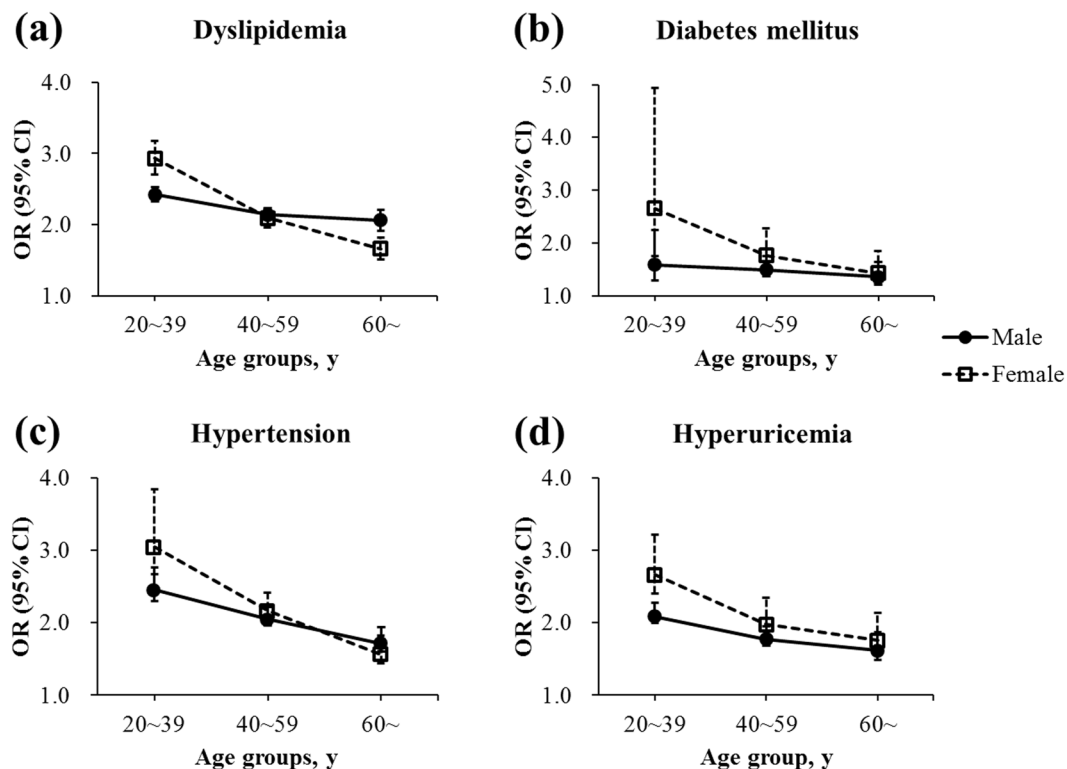 (a)
Dyslipidemia
OR (95% CI)
4.0
3.0
2.0
1.0
20~39 40~59 60~
Age groups, y
(b)
Diabetes mellitus
OR (95% CI)
5.0
4.0
3.0
2.0
1.0
20~39 40~59 60~
Age groups, y
Male
Female
(c)
Hypertension
OR (95% CI)
4.0
3.0
2.0
1.0
20~39 40~59 60~
Age groups, y
(d)
Hyperuricemia
OR (95% CI)
4.0
3.0
2.0
1.0
20~39 40~59 60~
Age group, y